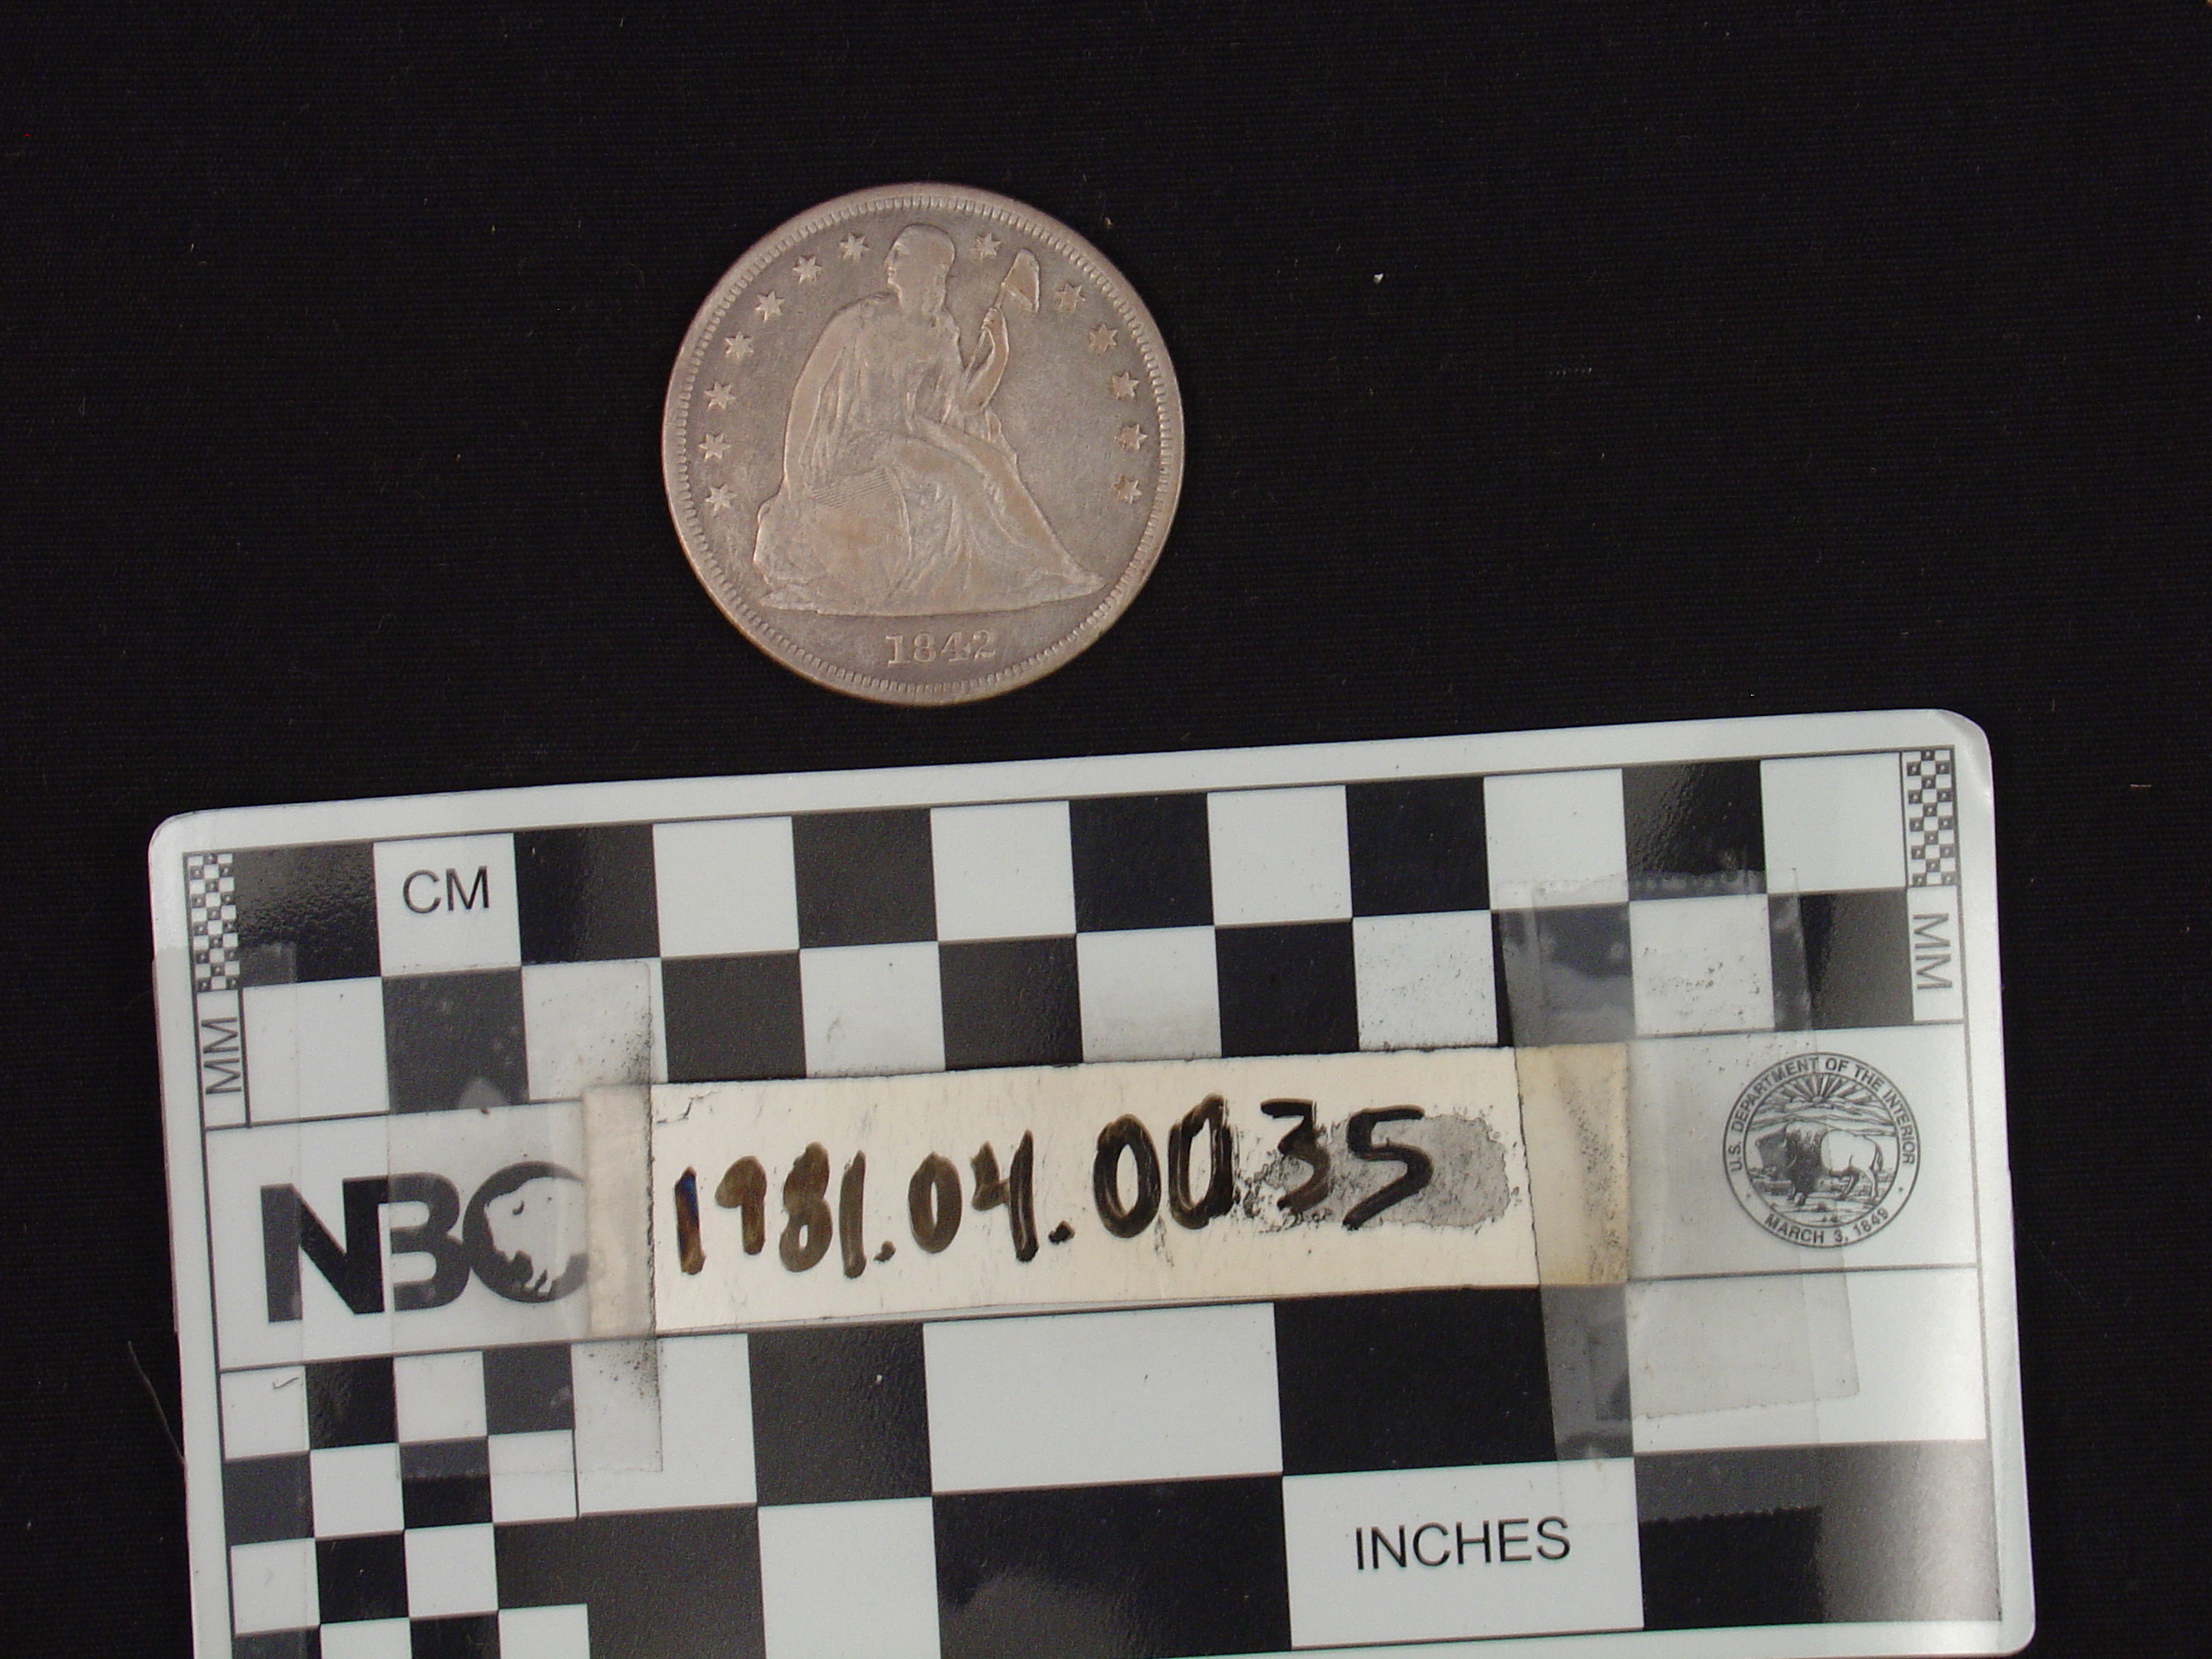 1842
CM
MM
MM
NBC
1981.04.0035
U.S. DEPARTMENT OF THE INTERIOR
MARCH 3, 1849
INCHES